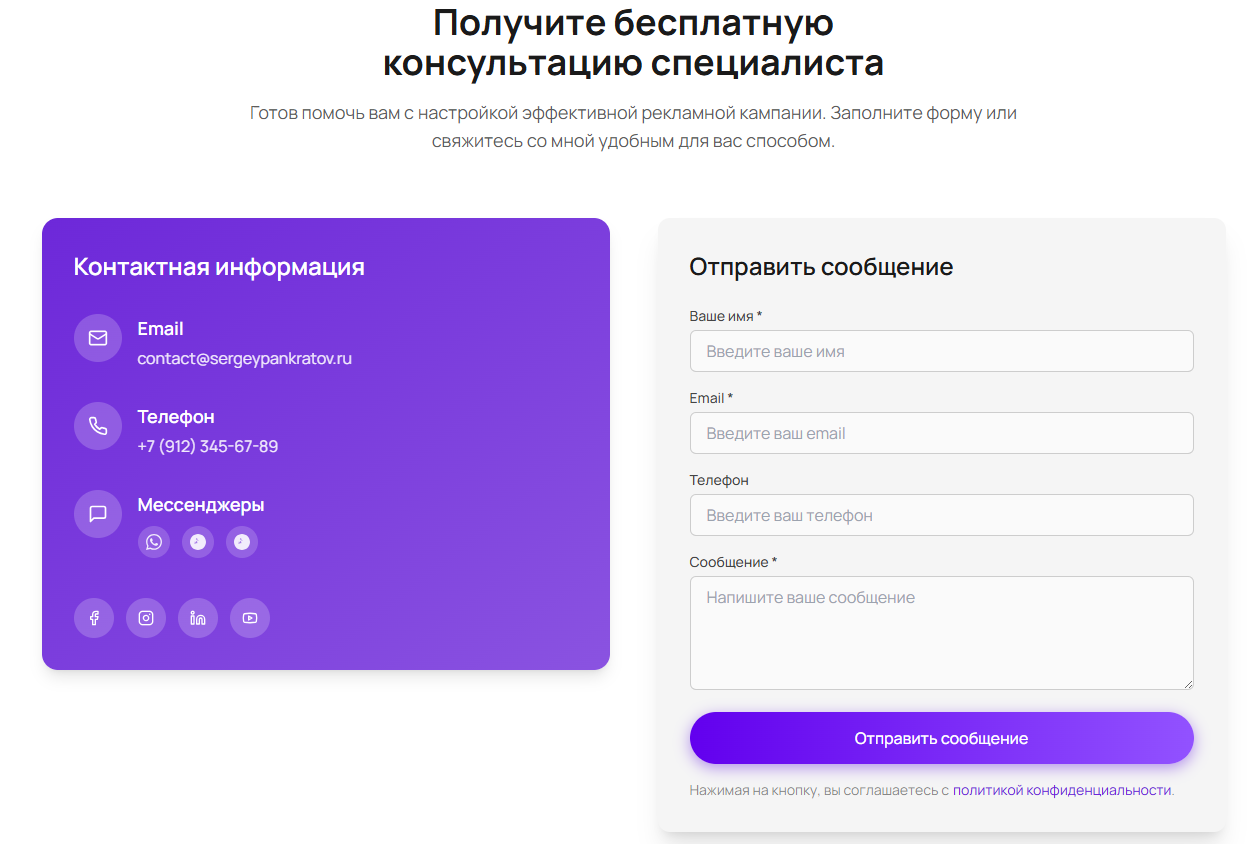 Получите бесплатную
консультацию специалиста
Готов помочь вам с настройкой эффективной рекламной кампании. Заполните форму или
свяжитесь со мной удобным для вас способом.
Контактная информация
Email
contact@sergeypankratov.ru
Телефон
+7 (912) 345-67-89
Мессенджеры
Отправить сообщение
Ваше имя *
Введите ваше имя
Email *
Введите ваш email
Телефон
Введите ваш телефон
Сообщение *
Напишите ваше сообщение
Отправить сообщение
Нажимая на кнопку, вы соглашаетесь с политикой конфиденциальности.